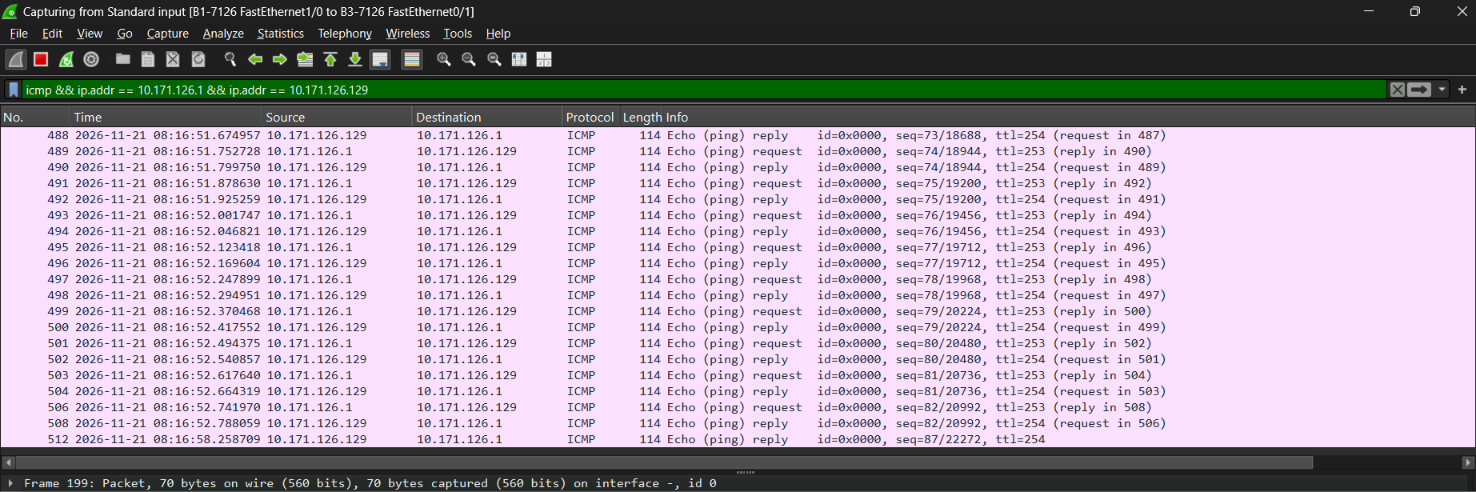 Capturing from Standard input [B1-7126 FastEthernet1/0 to B3-7126 FastEthernet0/1]
File Edit View Go Capture Analyze Statistics Telephony Wireless Tools Help
icmp && ip.addr == 10.171.126.1 && ip.addr == 10.171.126.129
No. Time Source Destination Protocol Length Info
488 2026-11-21 08:16:51.674957 10.171.126.129 10.171.126.1 ICMP 114 Echo (ping) reply id=0x0000, seq=73/18688, ttl=254 (request in 487)
489 2026-11-21 08:16:51.752728 10.171.126.1 10.171.126.129 ICMP 114 Echo (ping) request id=0x0000, seq=74/18944, ttl=253 (reply in 490)
490 2026-11-21 08:16:51.799750 10.171.126.129 10.171.126.1 ICMP 114 Echo (ping) reply id=0x0000, seq=74/18944, ttl=254 (request in 489)
491 2026-11-21 08:16:51.878630 10.171.126.1 10.171.126.129 ICMP 114 Echo (ping) request id=0x0000, seq=75/19200, ttl=253 (reply in 492)
492 2026-11-21 08:16:51.925259 10.171.126.129 10.171.126.1 ICMP 114 Echo (ping) reply id=0x0000, seq=75/19200, ttl=254 (request in 491)
493 2026-11-21 08:16:52.001747 10.171.126.1 10.171.126.129 ICMP 114 Echo (ping) request id=0x0000, seq=76/19456, ttl=253 (reply in 494)
494 2026-11-21 08:16:52.046821 10.171.126.129 10.171.126.1 ICMP 114 Echo (ping) reply id=0x0000, seq=76/19456, ttl=254 (request in 493)
495 2026-11-21 08:16:52.123418 10.171.126.1 10.171.126.129 ICMP 114 Echo (ping) request id=0x0000, seq=77/19712, ttl=253 (reply in 496)
496 2026-11-21 08:16:52.169604 10.171.126.129 10.171.126.1 ICMP 114 Echo (ping) reply id=0x0000, seq=77/19712, ttl=254 (request in 495)
497 2026-11-21 08:16:52.247899 10.171.126.1 10.171.126.129 ICMP 114 Echo (ping) request id=0x0000, seq=78/19968, ttl=253 (reply in 498)
498 2026-11-21 08:16:52.294951 10.171.126.129 10.171.126.1 ICMP 114 Echo (ping) reply id=0x0000, seq=78/19968, ttl=254 (request in 497)
499 2026-11-21 08:16:52.370468 10.171.126.1 10.171.126.129 ICMP 114 Echo (ping) request id=0x0000, seq=79/20224, ttl=253 (reply in 500)
500 2026-11-21 08:16:52.417552 10.171.126.129 10.171.126.1 ICMP 114 Echo (ping) reply id=0x0000, seq=79/20224, ttl=254 (request in 499)
501 2026-11-21 08:16:52.494375 10.171.126.1 10.171.126.129 ICMP 114 Echo (ping) request id=0x0000, seq=80/20480, ttl=253 (reply in 502)
502 2026-11-21 08:16:52.540857 10.171.126.129 10.171.126.1 ICMP 114 Echo (ping) reply id=0x0000, seq=80/20480, ttl=254 (request in 501)
503 2026-11-21 08:16:52.617640 10.171.126.1 10.171.126.129 ICMP 114 Echo (ping) request id=0x0000, seq=81/20736, ttl=253 (reply in 504)
504 2026-11-21 08:16:52.664319 10.171.126.129 10.171.126.1 ICMP 114 Echo (ping) reply id=0x0000, seq=81/20736, ttl=254 (request in 503)
506 2026-11-21 08:16:52.741970 10.171.126.1 10.171.126.129 ICMP 114 Echo (ping) request id=0x0000, seq=82/20992, ttl=253 (reply in 508)
508 2026-11-21 08:16:52.788059 10.171.126.129 10.171.126.1 ICMP 114 Echo (ping) reply id=0x0000, seq=82/20992, ttl=254 (request in 506)
512 2026-11-21 08:16:58.258709 10.171.126.129 10.171.126.1 ICMP 114 Echo (ping) reply id=0x0000, seq=87/22272, ttl=254
Frame 199: Packet, 70 bytes on wire (560 bits), 70 bytes captured (560 bits) on interface -, id 0